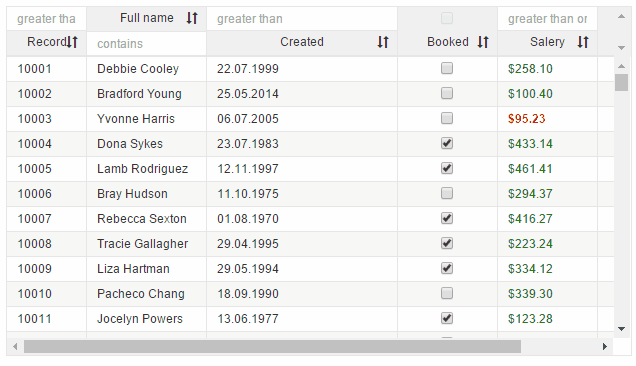 greater tha Full name greater than greater than or
Record contains Created Booked Salery
10001 Debbie Cooley 22.07.1999 $258.10
10002 Bradford Young 25.05.2014 $100.40
10003 Yvonne Harris 06.07.2005 $95.23
10004 Dona Sykes 23.07.1983 $433.14
10005 Lamb Rodriguez 12.11.1997 $461.41
10006 Bray Hudson 11.10.1975 $294.37
10007 Rebecca Sexton 01.08.1970 $416.27
10008 Tracie Gallagher 29.04.1995 $223.24
10009 Liza Hartman 29.05.1994 $334.12
10010 Pacheco Chang 18.09.1990 $339.30
10011 Jocelyn Powers 13.06.1977 $123.28